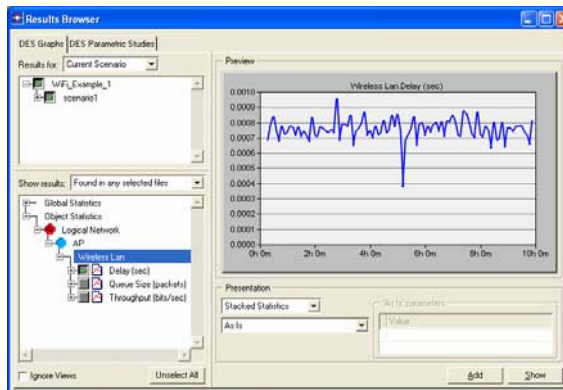 Results Browser
DES Graphs
DES Parametric Studies
Results for:
Current Scenario
WiFi_Example_1
scenario1
Show results:
Found in any selected files
Global Statistics
Object Statistics
Logical Network
AP
Wireless Lan
Delay (sec)
Queue Size (packets)
Throughput (bits/sec)
Ignore Views
Unselect All
Preview
Wireless Lan.Delay (sec)
0.0010
0.0009
0.0008
0.0007
0.0006
0.0005
0.0004
0.0003
0.0002
0.0001
0.0000
0h 0m
2h 0m
4h 0m
6h 0m
8h 0m
10h 0m
Presentation
Stacked Statistics
As Is
'As Is' parameters
Value
Add
Show